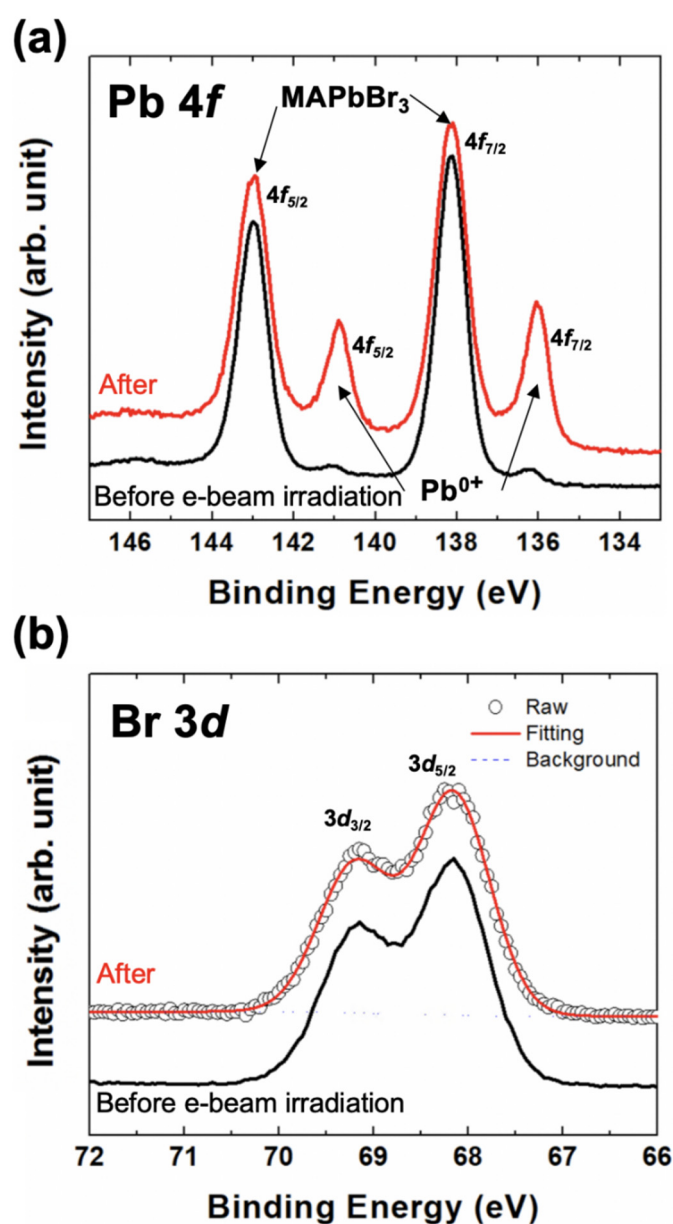 (a)
Pb 4f
MAPbBr₃
4f₇/₂
4f₅/₂
4f₅/₂
4f₇/₂
After
Before e-beam irradiation
Pb⁰⁺
Intensity (arb. unit)
146 144 142 140 138 136 134
Binding Energy (eV)
(b)
Br 3d
Raw
Fitting
Background
3d₅/₂
3d₃/₂
After
Before e-beam irradiation
Intensity (arb. unit)
72 71 70 69 68 67 66
Binding Energy (eV)